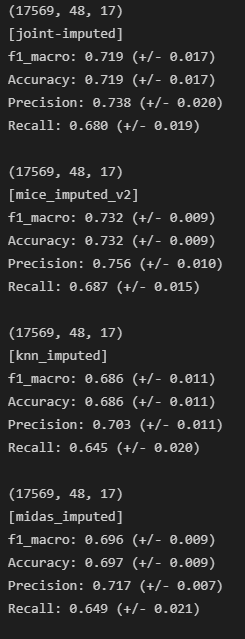 (17569, 48, 17)
[joint-imputed]
f1_macro: 0.719 (+/- 0.017)
Accuracy: 0.719 (+/- 0.017)
Precision: 0.738 (+/- 0.020)
Recall: 0.680 (+/- 0.019)
(17569, 48, 17)
[mice_imputed_v2]
f1_macro: 0.732 (+/- 0.009)
Accuracy: 0.732 (+/- 0.009)
Precision: 0.756 (+/- 0.010)
Recall: 0.687 (+/- 0.015)
(17569, 48, 17)
[knn_imputed]
f1_macro: 0.686 (+/- 0.011)
Accuracy: 0.686 (+/- 0.011)
Precision: 0.703 (+/- 0.011)
Recall: 0.645 (+/- 0.020)
(17569, 48, 17)
[midas_imputed]
f1_macro: 0.696 (+/- 0.009)
Accuracy: 0.697 (+/- 0.009)
Precision: 0.717 (+/- 0.007)
Recall: 0.649 (+/- 0.021)